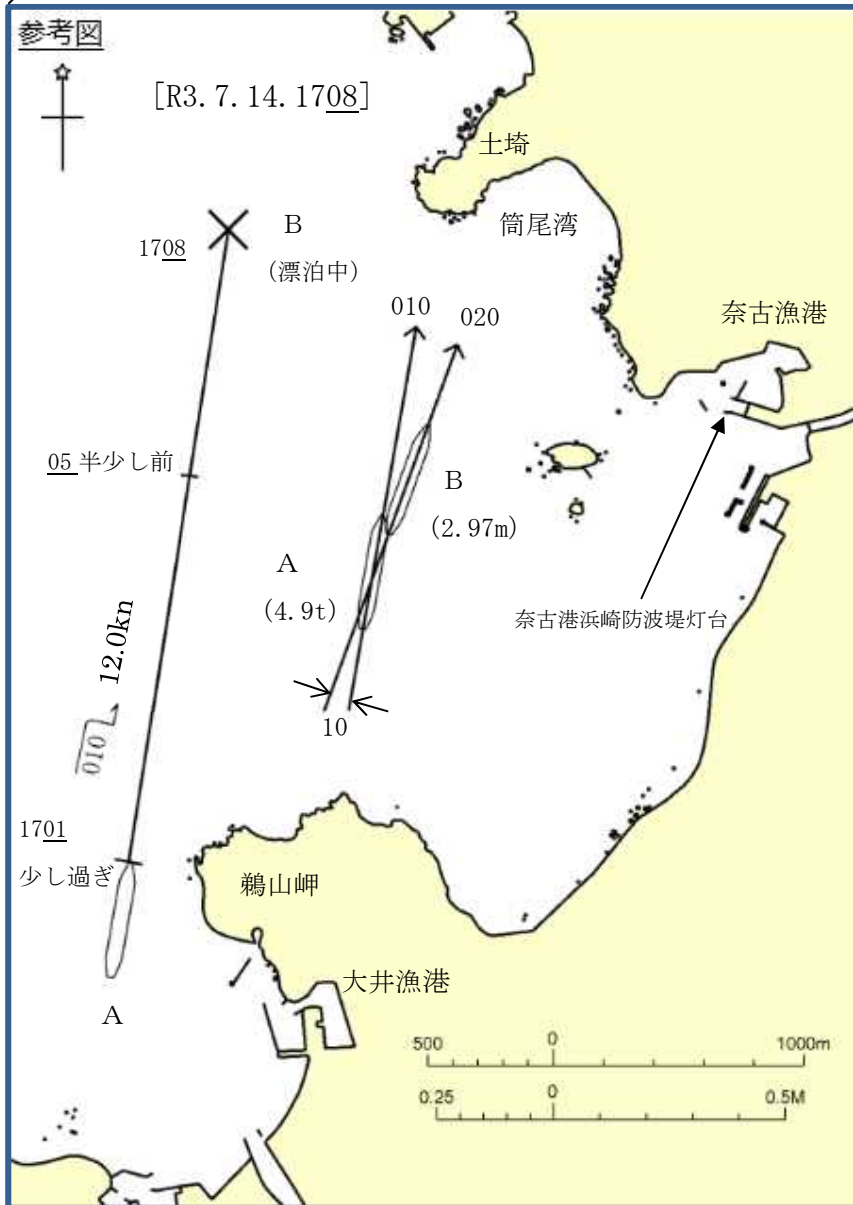 参考図
[R3.7.14.1708]
土埼
筒尾湾
B
1708
(漂泊中)
010
020
奈古漁港
05半少し前
B
(2.97m)
A
(4.9t)
奈古港浜崎防波堤灯台
12.0kn
010
10
1701
少し過ぎ
鵜山岬
大井漁港
A
500 0 1000m
0.25 0 0.5M